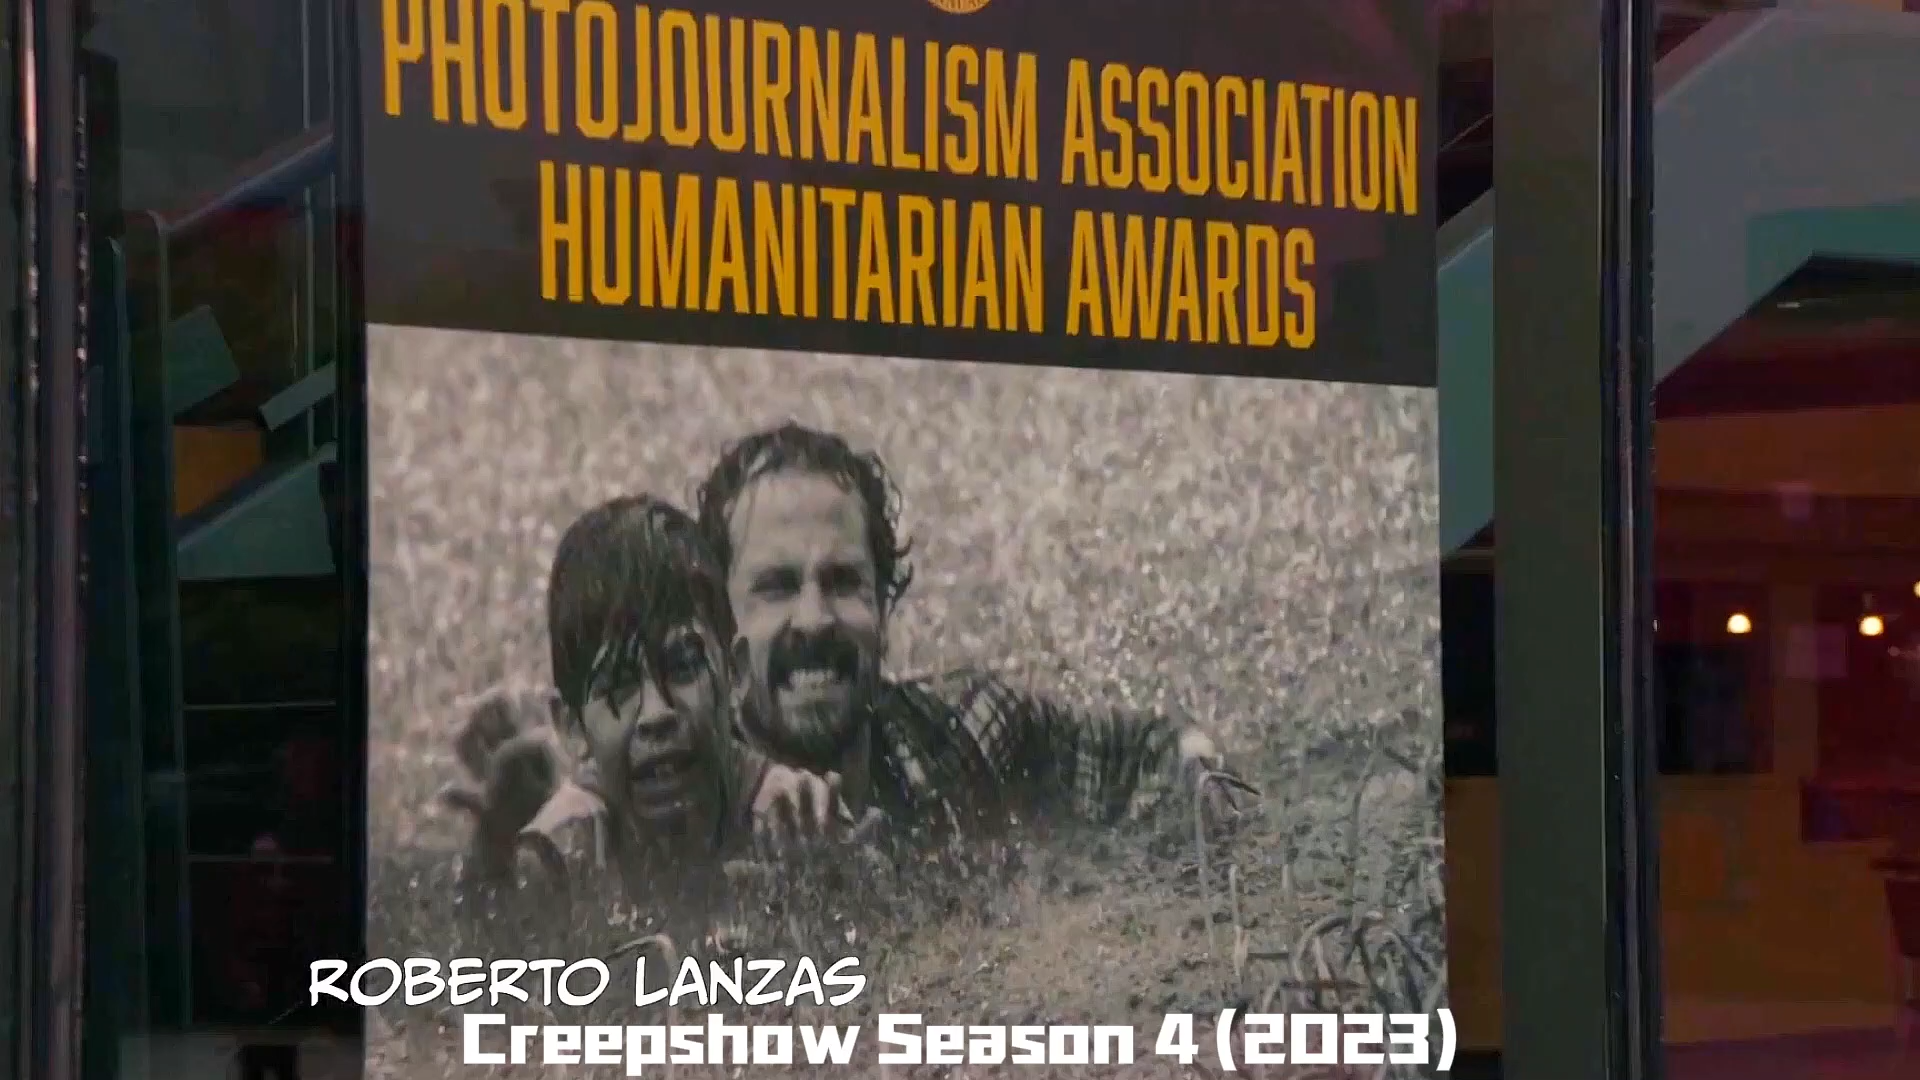 PHOTOJOURNALISM ASSOCIATION
HUMANITARIAN AWARDS
ROBERTO LANZAS
Creepshow Season 4 (2023)